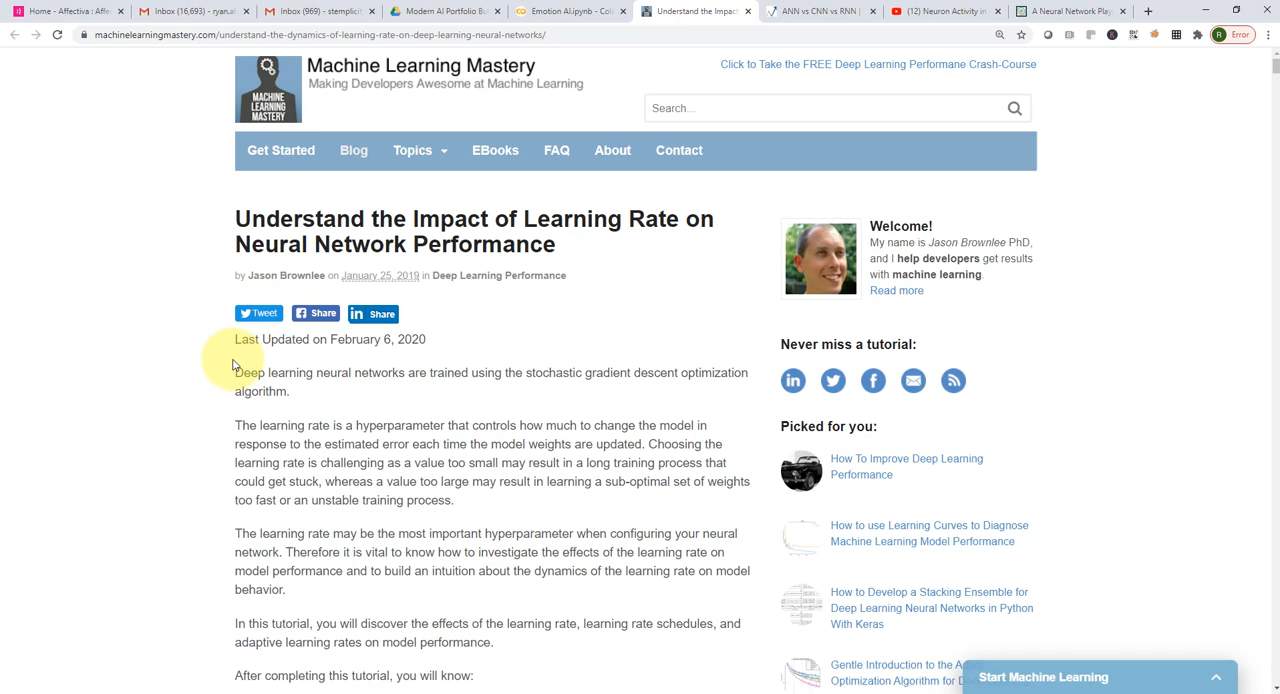 Home - Affectiva : Affe
Inbox (16,693) - ryan.a
Inbox (969) - stemplicit
Modern AI Portfolio Bu
Emotion AI.ipynb - Col
Understand the Impact
ANN vs CNN vs RNN |
(12) Neuron Activity in
A Neural Network Play
machinelearningmastery.com/understand-the-dynamics-of-learning-rate-on-deep-learning-neural-networks/
R Error
MACHINE
LEARNING
MASTERY
Machine Learning Mastery
Making Developers Awesome at Machine Learning
Click to Take the FREE Deep Learning Performane Crash-Course
Search...
Get Started Blog Topics EBooks FAQ About Contact
Understand the Impact of Learning Rate on
Neural Network Performance
by Jason Brownlee on January 25, 2019 in Deep Learning Performance
Tweet Share Share
Last Updated on February 6, 2020
Deep learning neural networks are trained using the stochastic gradient descent optimization
algorithm.
The learning rate is a hyperparameter that controls how much to change the model in
response to the estimated error each time the model weights are updated. Choosing the
learning rate is challenging as a value too small may result in a long training process that
could get stuck, whereas a value too large may result in learning a sub-optimal set of weights
too fast or an unstable training process.
The learning rate may be the most important hyperparameter when configuring your neural
network. Therefore it is vital to know how to investigate the effects of the learning rate on
model performance and to build an intuition about the dynamics of the learning rate on model
behavior.
In this tutorial, you will discover the effects of the learning rate, learning rate schedules, and
adaptive learning rates on model performance.
After completing this tutorial, you will know:
Welcome!
My name is Jason Brownlee PhD,
and I help developers get results
with machine learning.
Read more
Never miss a tutorial:
Picked for you:
How To Improve Deep Learning
Performance
How to use Learning Curves to Diagnose
Machine Learning Model Performance
How to Develop a Stacking Ensemble for
Deep Learning Neural Networks in Python
With Keras
Gentle Introduction to the
Optimization Algorithm for
Start Machine Learning